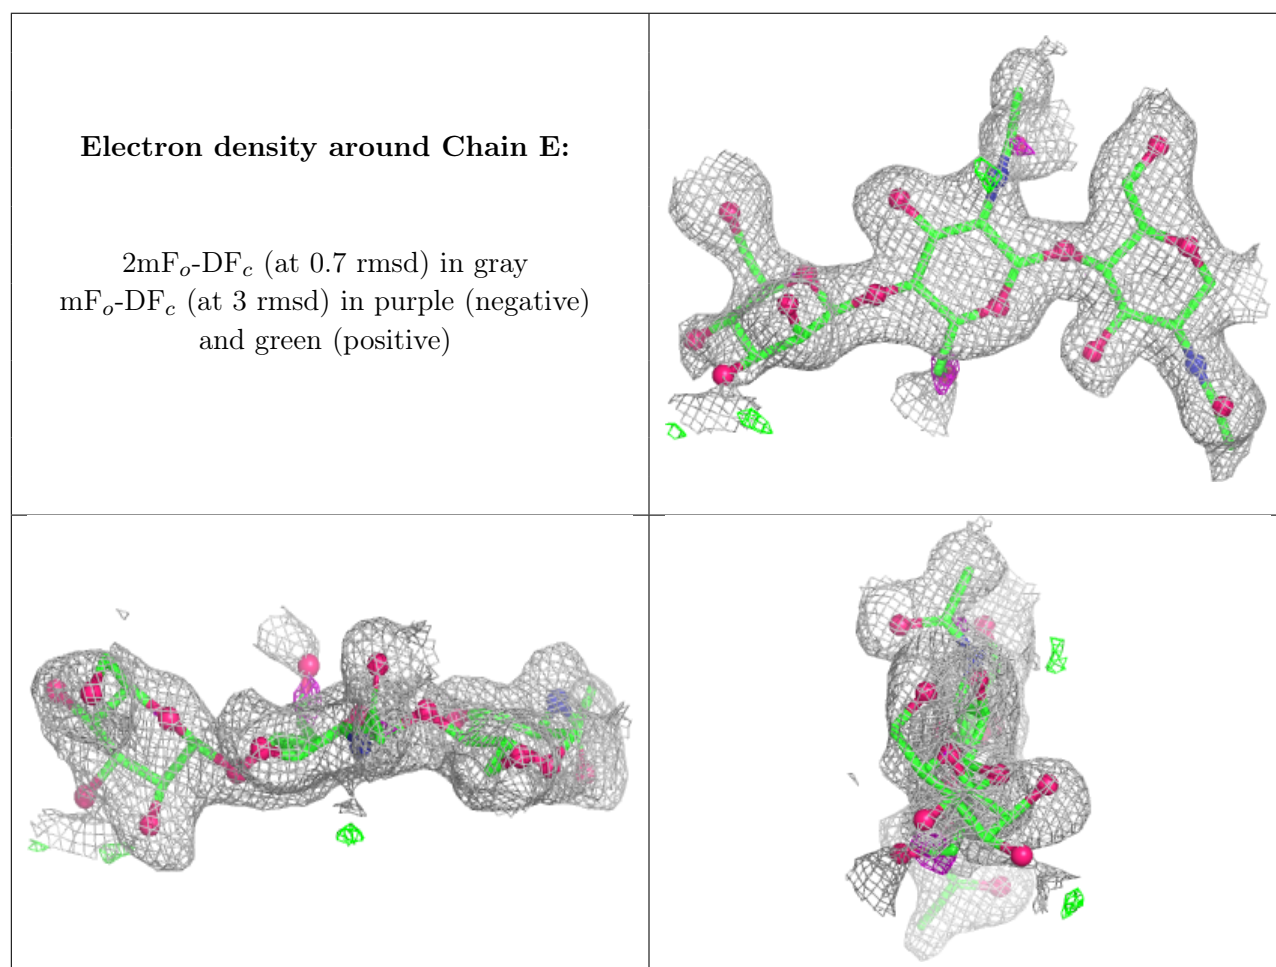 Electron density around Chain E:
2mFo-DFc (at 0.7 rmsd) in gray
mFo-DFc (at 3 rmsd) in purple (negative)
and green (positive)